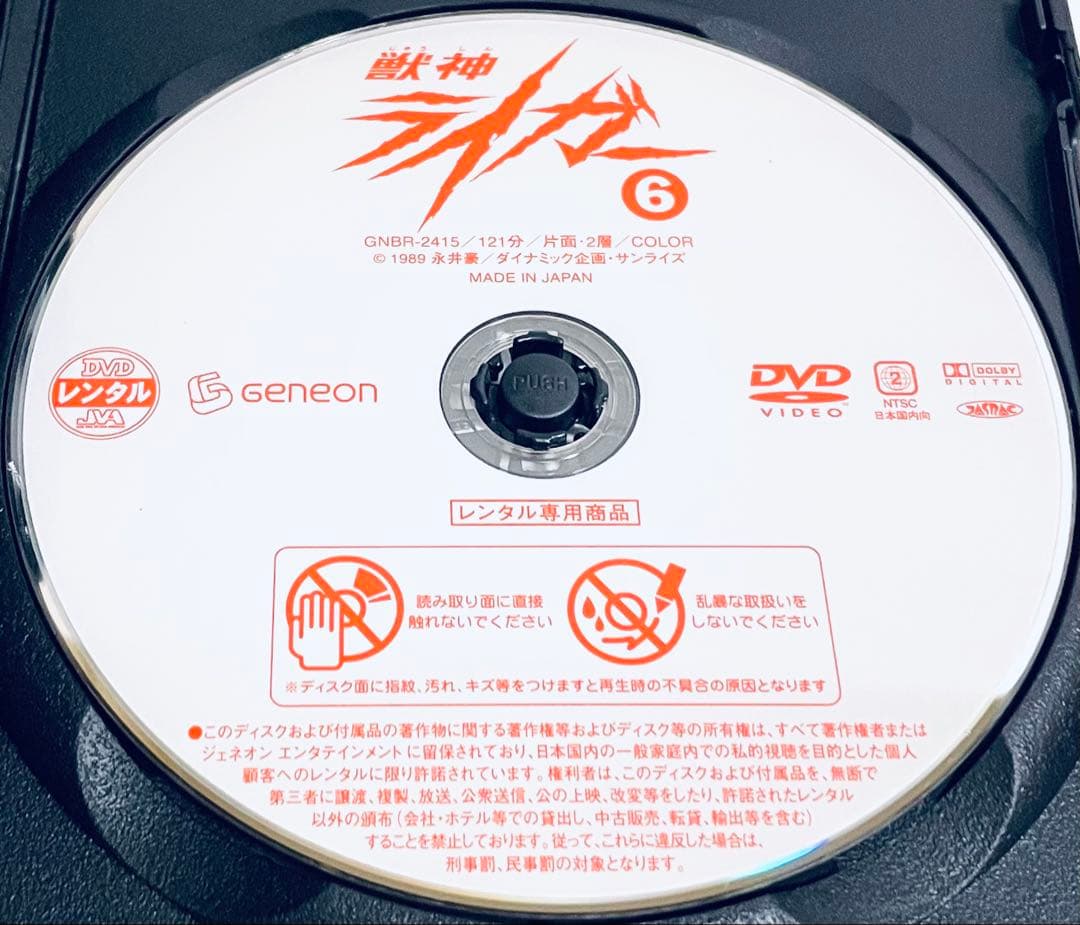 じゅう しん
獣神
ライガー
6
GNBR-2415/121分/片面・2層/COLOR
© 1989 永井豪/ダイナミック企画・サンライズ
MADE IN JAPAN
DVD
レンタル
JVA
Geneon
PUSH
DVD
VIDEO
2
NTSC
日本国内向
DOLBY
DIGITAL
JASRAC
レンタル専用商品
読み取り面に直接
触れないでください
乱暴な取扱いを
しないでください
※ディスク面に指紋、汚れ、キズ等をつけますと再生時の不具合の原因となります
●このディスクおよび付属品の著作物に関する著作権等およびディスク等の所有権は、すべて著作権者または
ジェネオン エンタテインメントに留保されており、日本国内の一般家庭内での私的視聴を目的とした個人
顧客へのレンタルに限り許諾されています。権利者は、このディスクおよび付属品を、無断で
第三者に譲渡、複製、放送、公衆送信、公の上映、改変等をしたり、許諾されたレンタル
以外の頒布(会社・ホテル等での貸出し、中古販売、転貸、輸出等を含む)
することを禁止しております。従って、これらに違反した場合は、
刑事罰、民事罰の対象となります。